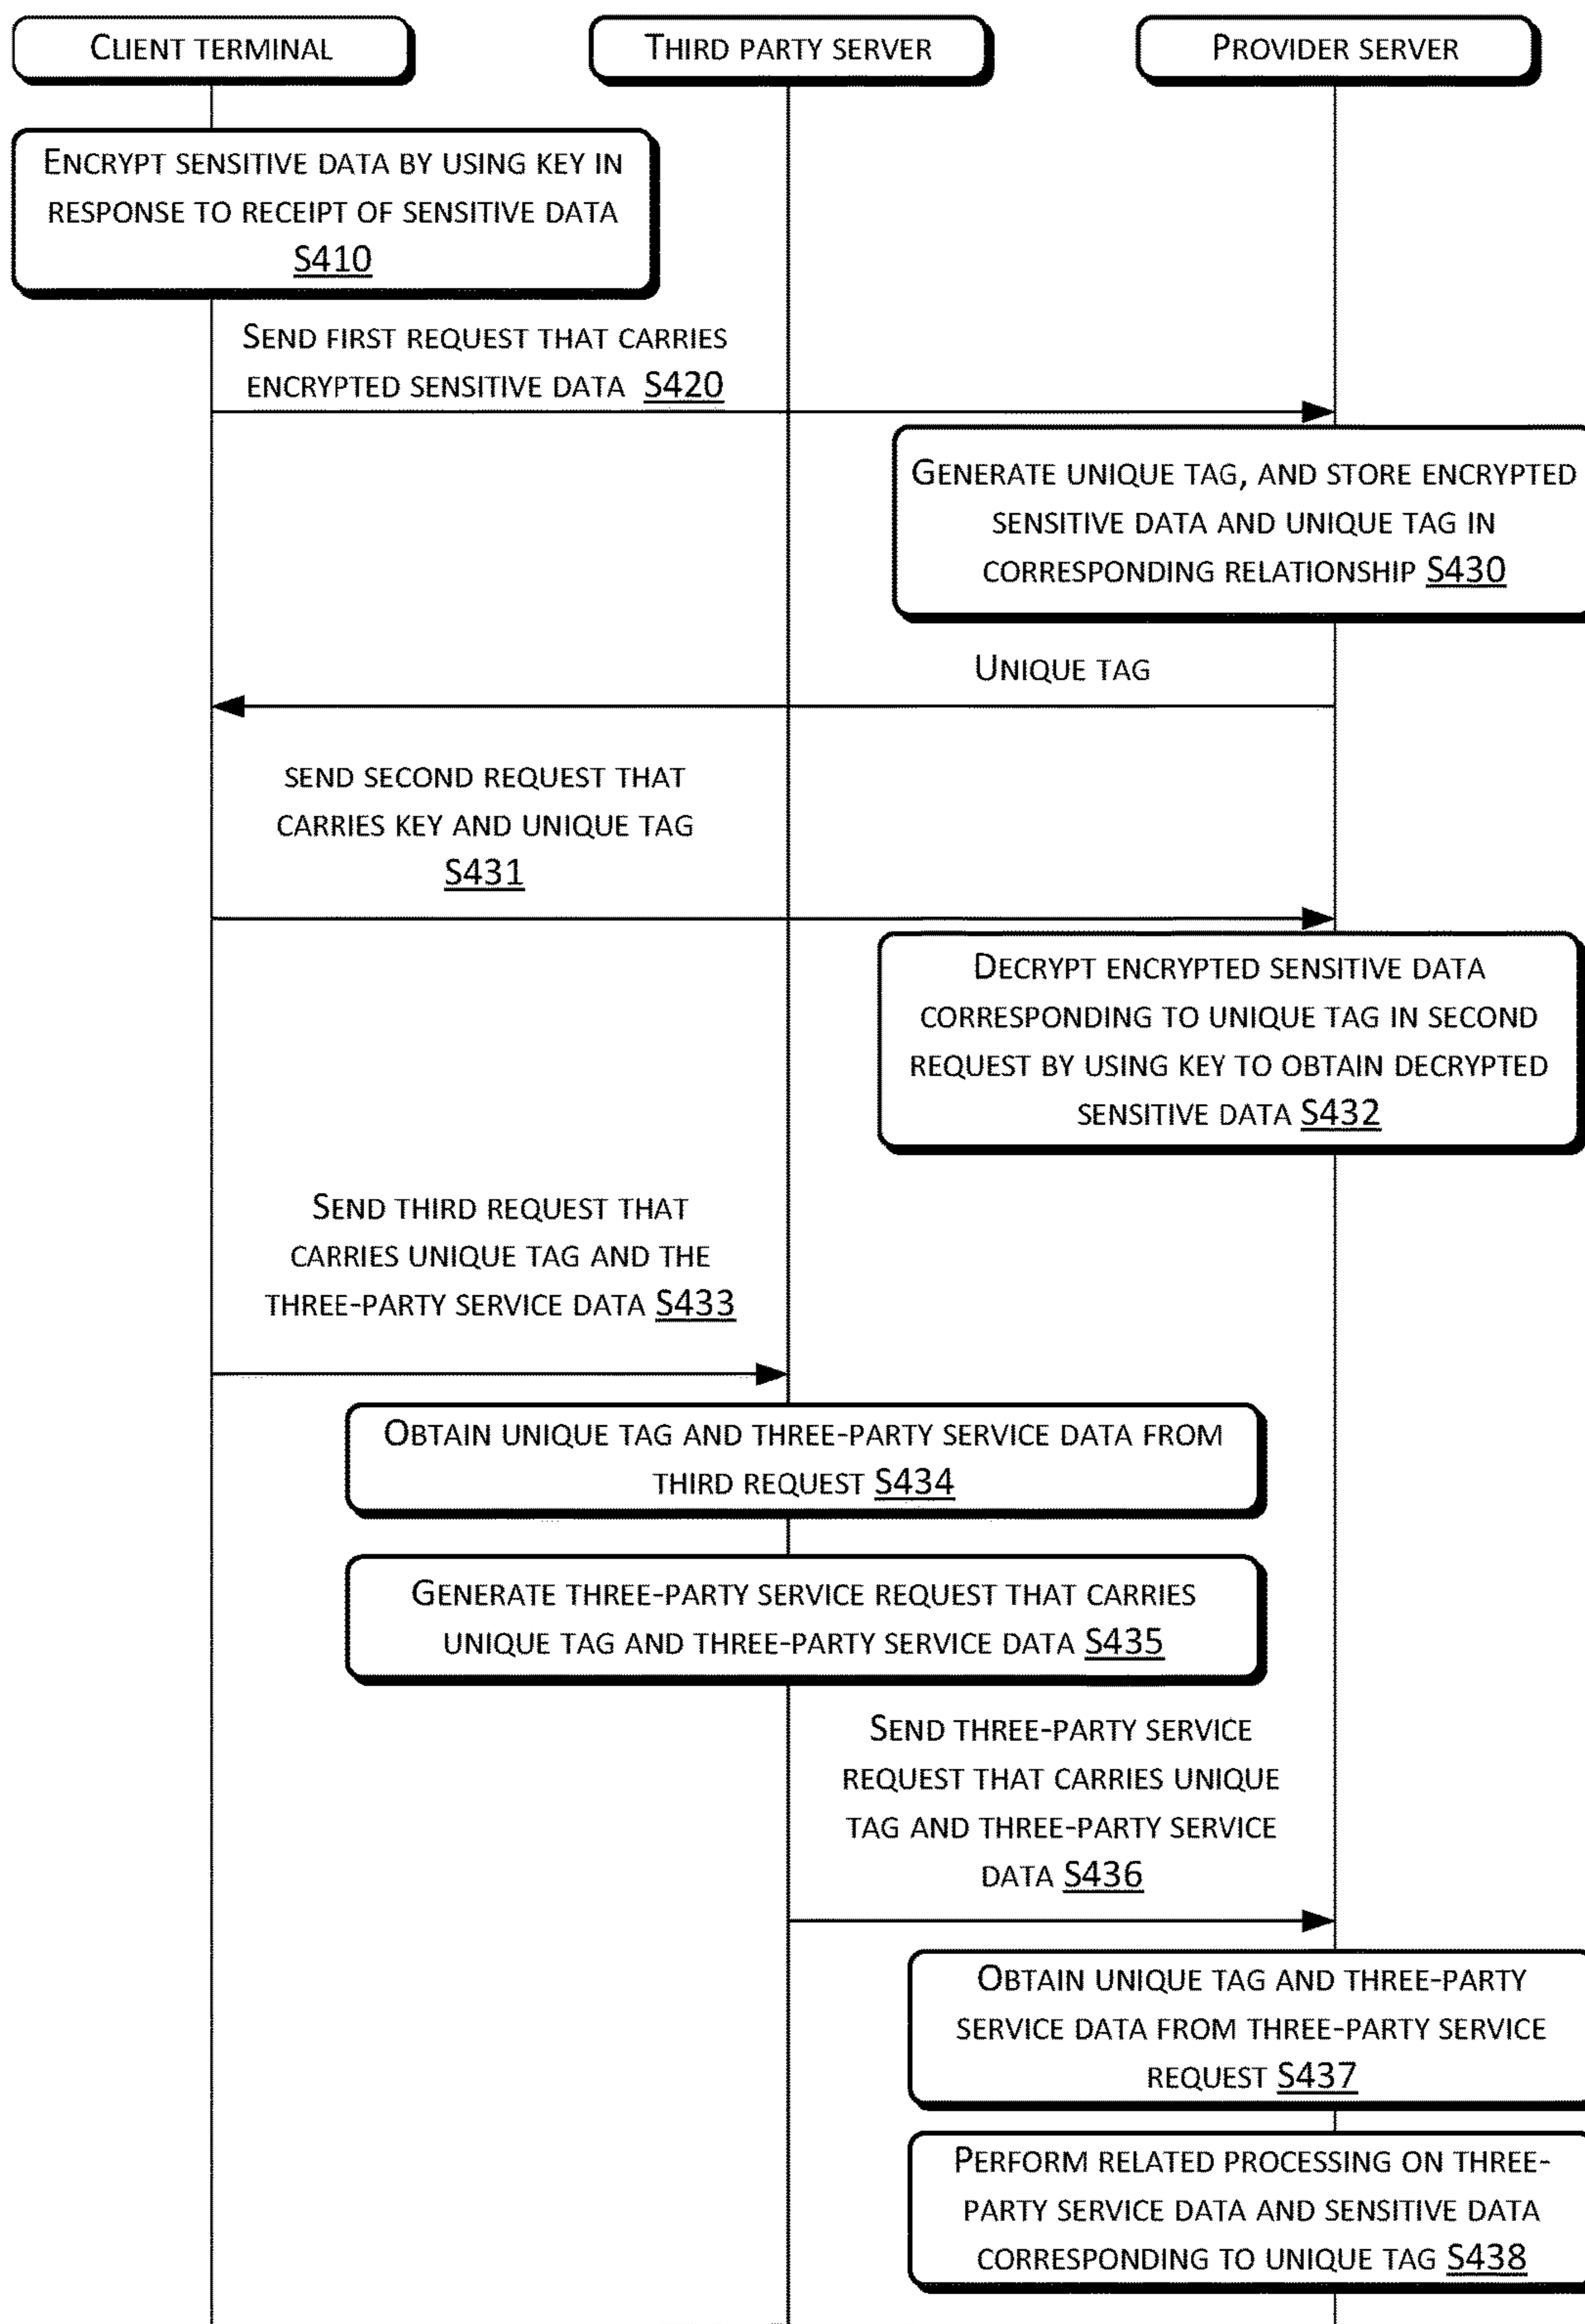 CLIENT TERMINAL
THIRD PARTY SERVER
PROVIDER SERVER
ENCRYPT SENSITIVE DATA BY USING KEY IN
RESPONSE TO RECEIPT OF SENSITIVE DATA
S410
SEND FIRST REQUEST THAT CARRIES
ENCRYPTED SENSITIVE DATA S420
GENERATE UNIQUE TAG, AND STORE ENCRYPTED
SENSITIVE DATA AND UNIQUE TAG IN
CORRESPONDING RELATIONSHIP S430
UNIQUE TAG
SEND SECOND REQUEST THAT
CARRIES KEY AND UNIQUE TAG
S431
DECRYPT ENCRYPTED SENSITIVE DATA
CORRESPONDING TO UNIQUE TAG IN SECOND
REQUEST BY USING KEY TO OBTAIN DECRYPTED
SENSITIVE DATA S432
SEND THIRD REQUEST THAT
CARRIES UNIQUE TAG AND THE
THREE-PARTY SERVICE DATA S433
OBTAIN UNIQUE TAG AND THREE-PARTY SERVICE DATA FROM
THIRD REQUEST S434
GENERATE THREE-PARTY SERVICE REQUEST THAT CARRIES
UNIQUE TAG AND THREE-PARTY SERVICE DATA S435
SEND THREE-PARTY SERVICE
REQUEST THAT CARRIES UNIQUE
TAG AND THREE-PARTY SERVICE
DATA S436
OBTAIN UNIQUE TAG AND THREE-PARTY
SERVICE DATA FROM THREE-PARTY SERVICE
REQUEST S437
PERFORM RELATED PROCESSING ON THREE-
PARTY SERVICE DATA AND SENSITIVE DATA
CORRESPONDING TO UNIQUE TAG S438